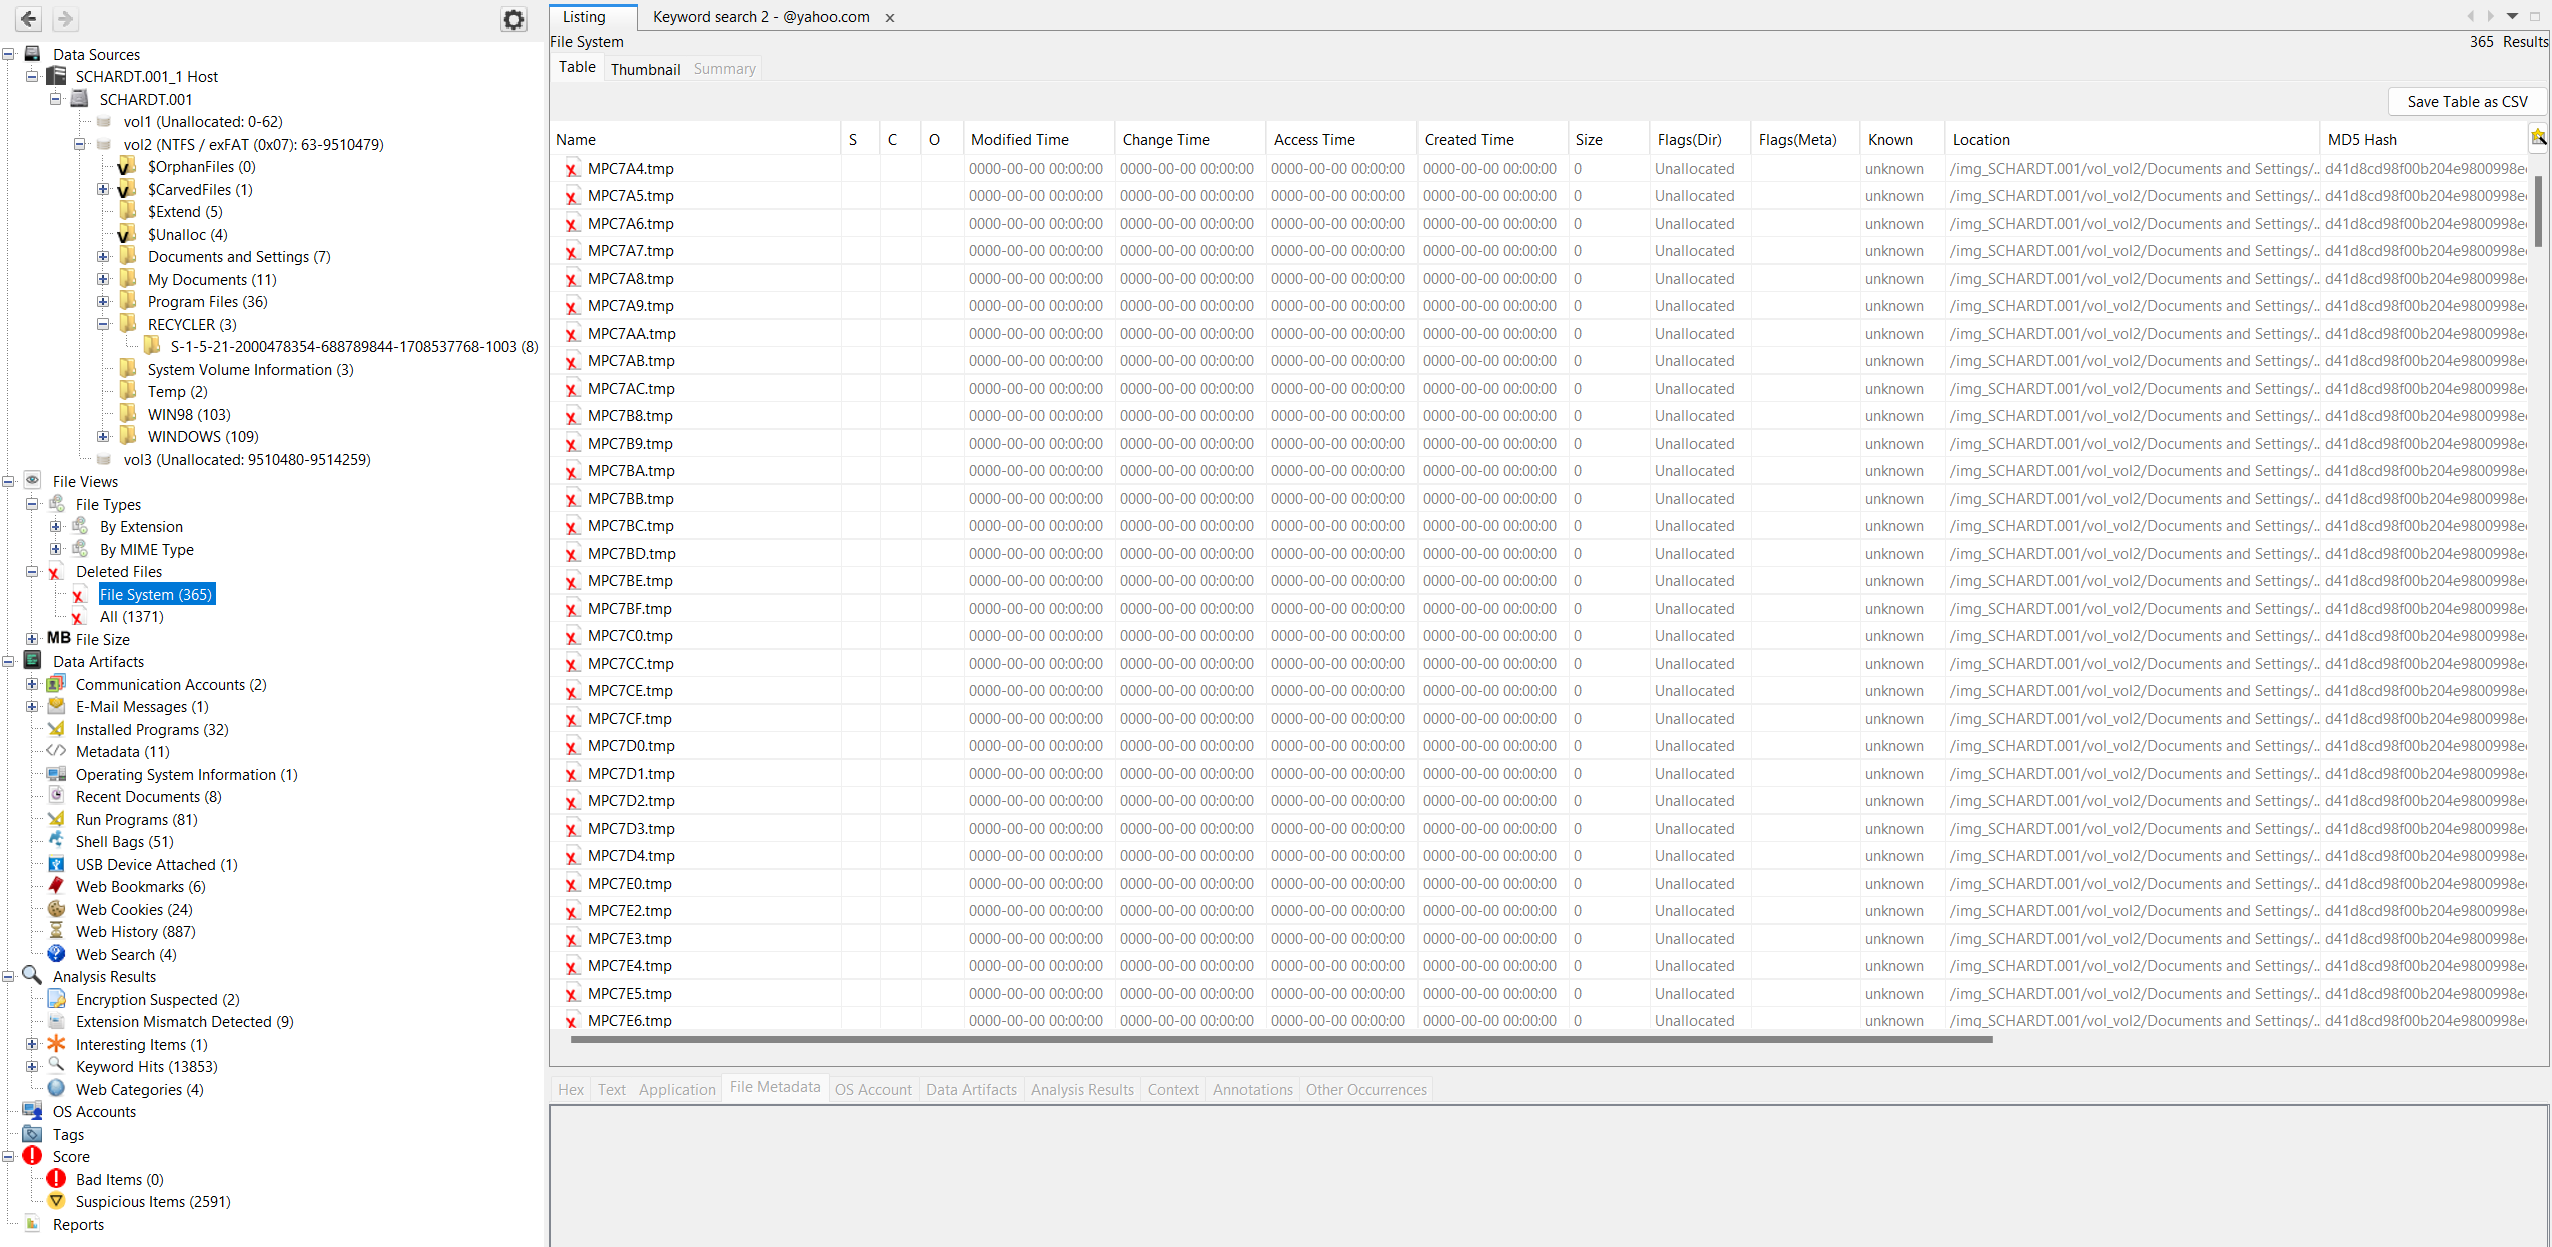 Data Sources
SCHARDT.001_1 Host
SCHARDT.001
vol1 (Unallocated: 0-62)
vol2 (NTFS / exFAT (0x07): 63-9510479)
$OrphanFiles (0)
$CarvedFiles (1)
$Extend (5)
$Unalloc (4)
Documents and Settings (7)
My Documents (11)
Program Files (36)
RECYCLER (3)
S-1-5-21-2000478354-688789844-1708537768-1003 (8)
System Volume Information (3)
Temp (2)
WIN98 (103)
WINDOWS (109)
vol3 (Unallocated: 9510480-9514259)
File Views
File Types
By Extension
By MIME Type
Deleted Files
File System (365)
All (1371)
MB File Size
Data Artifacts
Communication Accounts (2)
E-Mail Messages (1)
Installed Programs (32)
Metadata (11)
Operating System Information (1)
Recent Documents (8)
Run Programs (81)
Shell Bags (51)
USB Device Attached (1)
Web Bookmarks (6)
Web Cookies (24)
Web History (887)
Web Search (4)
Analysis Results
Encryption Suspected (2)
Extension Mismatch Detected (9)
Interesting Items (1)
Keyword Hits (13853)
Web Categories (4)
OS Accounts
Tags
Score
Bad Items (0)
Suspicious Items (2591)
Reports
Listing Keyword search 2 - @yahoo.com x
File System 365 Results
Table Thumbnail Summary
Save Table as CSV
Name S C O Modified Time Change Time Access Time Created Time Size Flags(Dir) Flags(Meta) Known Location MD5 Hash
MPC7A4.tmp 0000-00-00 00:00:00 0000-00-00 00:00:00 0000-00-00 00:00:00 0000-00-00 00:00:00 0 Unallocated unknown /img_SCHARDT.001/vol_vol2/Documents and Settings/... d41d8cd98f00b204e9800998e
MPC7A5.tmp 0000-00-00 00:00:00 0000-00-00 00:00:00 0000-00-00 00:00:00 0000-00-00 00:00:00 0 Unallocated unknown /img_SCHARDT.001/vol_vol2/Documents and Settings/... d41d8cd98f00b204e9800998e
MPC7A6.tmp 0000-00-00 00:00:00 0000-00-00 00:00:00 0000-00-00 00:00:00 0000-00-00 00:00:00 0 Unallocated unknown /img_SCHARDT.001/vol_vol2/Documents and Settings/... d41d8cd98f00b204e9800998e
MPC7A7.tmp 0000-00-00 00:00:00 0000-00-00 00:00:00 0000-00-00 00:00:00 0000-00-00 00:00:00 0 Unallocated unknown /img_SCHARDT.001/vol_vol2/Documents and Settings/... d41d8cd98f00b204e9800998e
MPC7A8.tmp 0000-00-00 00:00:00 0000-00-00 00:00:00 0000-00-00 00:00:00 0000-00-00 00:00:00 0 Unallocated unknown /img_SCHARDT.001/vol_vol2/Documents and Settings/... d41d8cd98f00b204e9800998e
MPC7A9.tmp 0000-00-00 00:00:00 0000-00-00 00:00:00 0000-00-00 00:00:00 0000-00-00 00:00:00 0 Unallocated unknown /img_SCHARDT.001/vol_vol2/Documents and Settings/... d41d8cd98f00b204e9800998e
MPC7AA.tmp 0000-00-00 00:00:00 0000-00-00 00:00:00 0000-00-00 00:00:00 0000-00-00 00:00:00 0 Unallocated unknown /img_SCHARDT.001/vol_vol2/Documents and Settings/... d41d8cd98f00b204e9800998e
MPC7AB.tmp 0000-00-00 00:00:00 0000-00-00 00:00:00 0000-00-00 00:00:00 0000-00-00 00:00:00 0 Unallocated unknown /img_SCHARDT.001/vol_vol2/Documents and Settings/... d41d8cd98f00b204e9800998e
MPC7AC.tmp 0000-00-00 00:00:00 0000-00-00 00:00:00 0000-00-00 00:00:00 0000-00-00 00:00:00 0 Unallocated unknown /img_SCHARDT.001/vol_vol2/Documents and Settings/... d41d8cd98f00b204e9800998e
MPC7B8.tmp 0000-00-00 00:00:00 0000-00-00 00:00:00 0000-00-00 00:00:00 0000-00-00 00:00:00 0 Unallocated unknown /img_SCHARDT.001/vol_vol2/Documents and Settings/... d41d8cd98f00b204e9800998e
MPC7B9.tmp 0000-00-00 00:00:00 0000-00-00 00:00:00 0000-00-00 00:00:00 0000-00-00 00:00:00 0 Unallocated unknown /img_SCHARDT.001/vol_vol2/Documents and Settings/... d41d8cd98f00b204e9800998e
MPC7BA.tmp 0000-00-00 00:00:00 0000-00-00 00:00:00 0000-00-00 00:00:00 0000-00-00 00:00:00 0 Unallocated unknown /img_SCHARDT.001/vol_vol2/Documents and Settings/... d41d8cd98f00b204e9800998e
MPC7BB.tmp 0000-00-00 00:00:00 0000-00-00 00:00:00 0000-00-00 00:00:00 0000-00-00 00:00:00 0 Unallocated unknown /img_SCHARDT.001/vol_vol2/Documents and Settings/... d41d8cd98f00b204e9800998e
MPC7BC.tmp 0000-00-00 00:00:00 0000-00-00 00:00:00 0000-00-00 00:00:00 0000-00-00 00:00:00 0 Unallocated unknown /img_SCHARDT.001/vol_vol2/Documents and Settings/... d41d8cd98f00b204e9800998e
MPC7BD.tmp 0000-00-00 00:00:00 0000-00-00 00:00:00 0000-00-00 00:00:00 0000-00-00 00:00:00 0 Unallocated unknown /img_SCHARDT.001/vol_vol2/Documents and Settings/... d41d8cd98f00b204e9800998e
MPC7BE.tmp 0000-00-00 00:00:00 0000-00-00 00:00:00 0000-00-00 00:00:00 0000-00-00 00:00:00 0 Unallocated unknown /img_SCHARDT.001/vol_vol2/Documents and Settings/... d41d8cd98f00b204e9800998e
MPC7BF.tmp 0000-00-00 00:00:00 0000-00-00 00:00:00 0000-00-00 00:00:00 0000-00-00 00:00:00 0 Unallocated unknown /img_SCHARDT.001/vol_vol2/Documents and Settings/... d41d8cd98f00b204e9800998e
MPC7C0.tmp 0000-00-00 00:00:00 0000-00-00 00:00:00 0000-00-00 00:00:00 0000-00-00 00:00:00 0 Unallocated unknown /img_SCHARDT.001/vol_vol2/Documents and Settings/... d41d8cd98f00b204e9800998e
MPC7CC.tmp 0000-00-00 00:00:00 0000-00-00 00:00:00 0000-00-00 00:00:00 0000-00-00 00:00:00 0 Unallocated unknown /img_SCHARDT.001/vol_vol2/Documents and Settings/... d41d8cd98f00b204e9800998e
MPC7CE.tmp 0000-00-00 00:00:00 0000-00-00 00:00:00 0000-00-00 00:00:00 0000-00-00 00:00:00 0 Unallocated unknown /img_SCHARDT.001/vol_vol2/Documents and Settings/... d41d8cd98f00b204e9800998e
MPC7CF.tmp 0000-00-00 00:00:00 0000-00-00 00:00:00 0000-00-00 00:00:00 0000-00-00 00:00:00 0 Unallocated unknown /img_SCHARDT.001/vol_vol2/Documents and Settings/... d41d8cd98f00b204e9800998e
MPC7D0.tmp 0000-00-00 00:00:00 0000-00-00 00:00:00 0000-00-00 00:00:00 0000-00-00 00:00:00 0 Unallocated unknown /img_SCHARDT.001/vol_vol2/Documents and Settings/... d41d8cd98f00b204e9800998e
MPC7D1.tmp 0000-00-00 00:00:00 0000-00-00 00:00:00 0000-00-00 00:00:00 0000-00-00 00:00:00 0 Unallocated unknown /img_SCHARDT.001/vol_vol2/Documents and Settings/... d41d8cd98f00b204e9800998e
MPC7D2.tmp 0000-00-00 00:00:00 0000-00-00 00:00:00 0000-00-00 00:00:00 0000-00-00 00:00:00 0 Unallocated unknown /img_SCHARDT.001/vol_vol2/Documents and Settings/... d41d8cd98f00b204e9800998e
MPC7D3.tmp 0000-00-00 00:00:00 0000-00-00 00:00:00 0000-00-00 00:00:00 0000-00-00 00:00:00 0 Unallocated unknown /img_SCHARDT.001/vol_vol2/Documents and Settings/... d41d8cd98f00b204e9800998e
MPC7D4.tmp 0000-00-00 00:00:00 0000-00-00 00:00:00 0000-00-00 00:00:00 0000-00-00 00:00:00 0 Unallocated unknown /img_SCHARDT.001/vol_vol2/Documents and Settings/... d41d8cd98f00b204e9800998e
MPC7E0.tmp 0000-00-00 00:00:00 0000-00-00 00:00:00 0000-00-00 00:00:00 0000-00-00 00:00:00 0 Unallocated unknown /img_SCHARDT.001/vol_vol2/Documents and Settings/... d41d8cd98f00b204e9800998e
MPC7E2.tmp 0000-00-00 00:00:00 0000-00-00 00:00:00 0000-00-00 00:00:00 0000-00-00 00:00:00 0 Unallocated unknown /img_SCHARDT.001/vol_vol2/Documents and Settings/... d41d8cd98f00b204e9800998e
MPC7E3.tmp 0000-00-00 00:00:00 0000-00-00 00:00:00 0000-00-00 00:00:00 0000-00-00 00:00:00 0 Unallocated unknown /img_SCHARDT.001/vol_vol2/Documents and Settings/... d41d8cd98f00b204e9800998e
MPC7E4.tmp 0000-00-00 00:00:00 0000-00-00 00:00:00 0000-00-00 00:00:00 0000-00-00 00:00:00 0 Unallocated unknown /img_SCHARDT.001/vol_vol2/Documents and Settings/... d41d8cd98f00b204e9800998e
MPC7E5.tmp 0000-00-00 00:00:00 0000-00-00 00:00:00 0000-00-00 00:00:00 0000-00-00 00:00:00 0 Unallocated unknown /img_SCHARDT.001/vol_vol2/Documents and Settings/... d41d8cd98f00b204e9800998e
MPC7E6.tmp 0000-00-00 00:00:00 0000-00-00 00:00:00 0000-00-00 00:00:00 0000-00-00 00:00:00 0 Unallocated unknown /img_SCHARDT.001/vol_vol2/Documents and Settings/... d41d8cd98f00b204e9800998e
Hex Text Application File Metadata OS Account Data Artifacts Analysis Results Context Annotations Other Occurrences